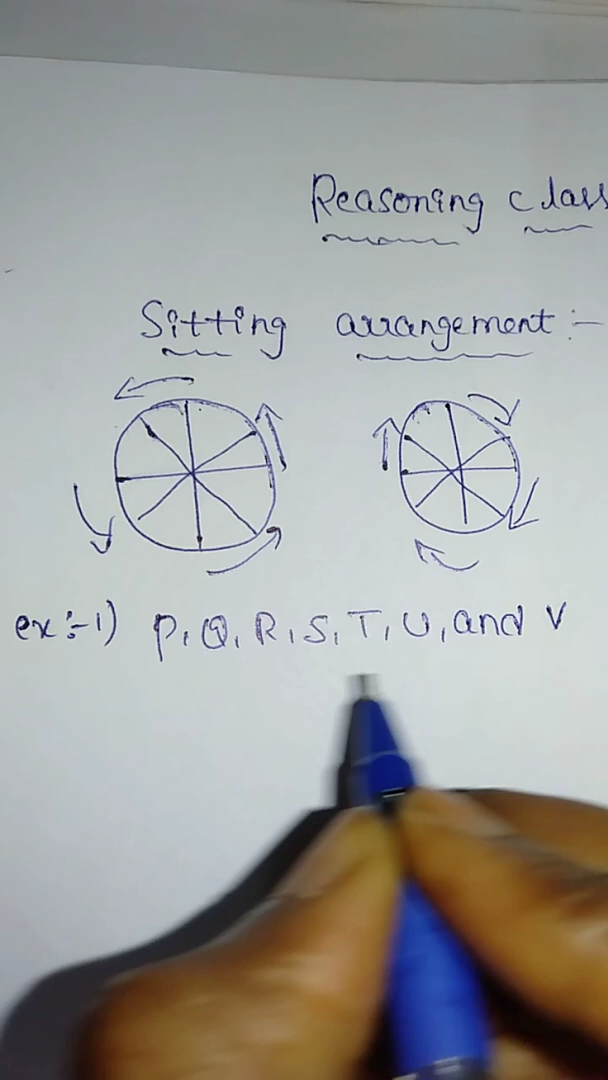 Reasoning class
Sitting arrangement :-
ex:-1) P, Q, R, S, T, U, and V